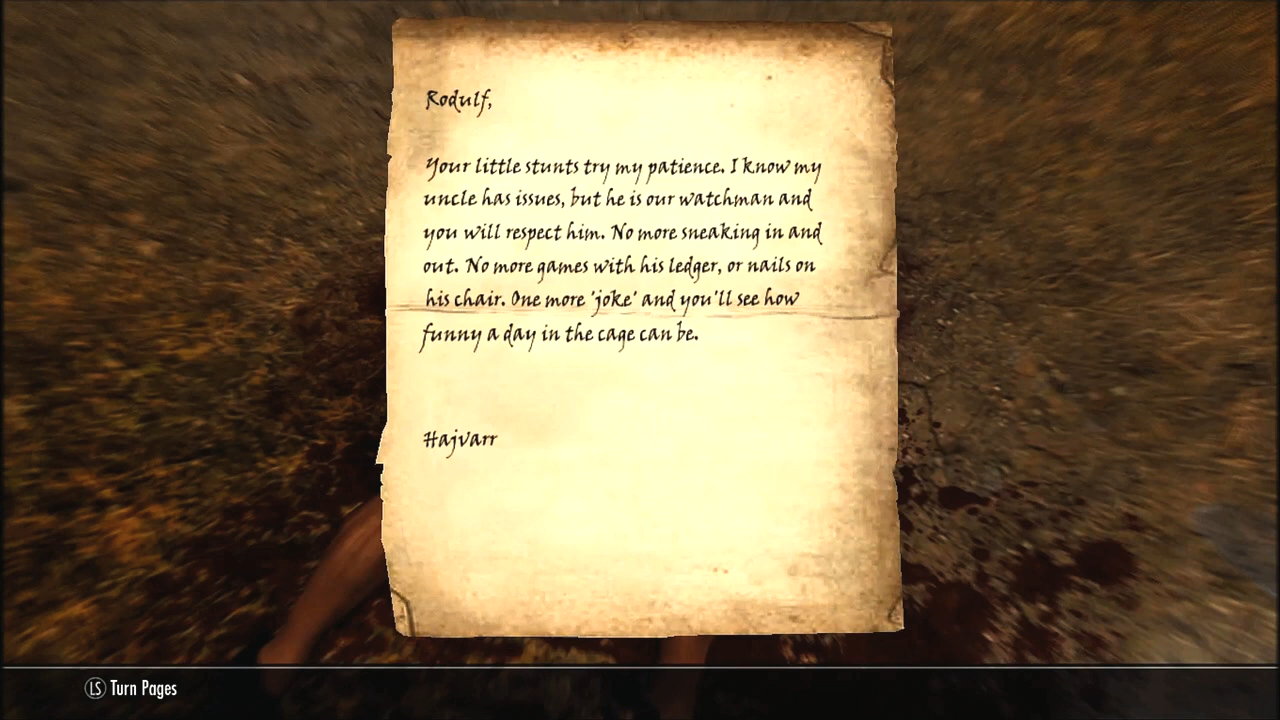 Rodulf,
Your little stunts try my patience. I know my
uncle has issues, but he is our watchman and
you will respect him. No more sneaking in and
out. No more games with his ledger, or nails on
his chair. One more 'joke' and you'll see how
funny a day in the cage can be.
Hajvarr
LS Turn Pages